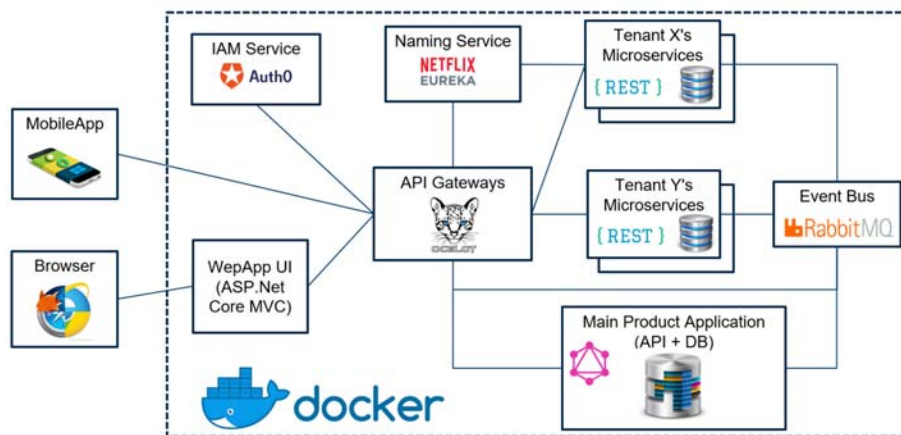 IAM Service
Auth0
Naming Service
NETFLIX
EUREKA
Tenant X's
Microservices
{ REST }
MobileApp
API Gateways
OCELOT
Tenant Y's
Microservices
{ REST }
Event Bus
RabbitMQ
Browser
WepApp UI
(ASP.Net
Core MVC)
Main Product Application
(API + DB)
docker